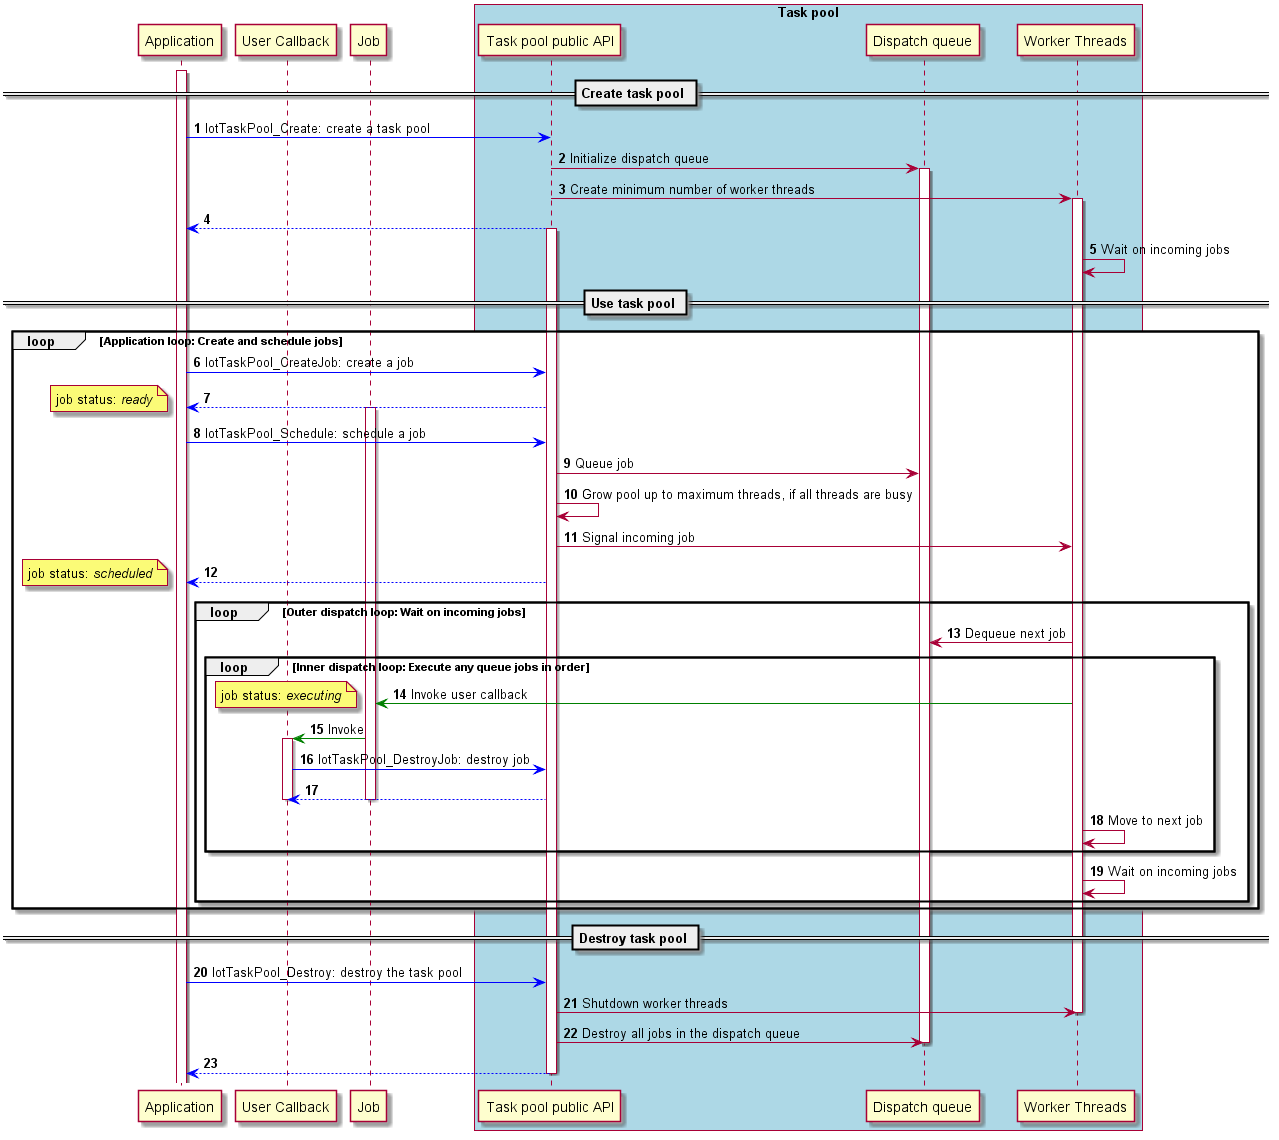 Task pool
Application
User Callback
Job
Task pool public API
Dispatch queue
Worker Threads
Create task pool
1 IotTaskPool_Create: create a task pool
2 Initialize dispatch queue
3 Create minimum number of worker threads
4
5 Wait on incoming jobs
Use task pool
loop [Application loop: Create and schedule jobs]
6 IotTaskPool_CreateJob: create a job
job status: ready
7
8 IotTaskPool_Schedule: schedule a job
9 Queue job
10 Grow pool up to maximum threads, if all threads are busy
11 Signal incoming job
job status: scheduled
12
loop [Outer dispatch loop: Wait on incoming jobs]
13 Dequeue next job
loop [Inner dispatch loop: Execute any queue jobs in order]
job status: executing
14 Invoke user callback
15 Invoke
16 IotTaskPool_DestroyJob: destroy job
17
18 Move to next job
19 Wait on incoming jobs
Destroy task pool
20 IotTaskPool_Destroy: destroy the task pool
21 Shutdown worker threads
22 Destroy all jobs in the dispatch queue
23
Application
User Callback
Job
Task pool public API
Dispatch queue
Worker Threads